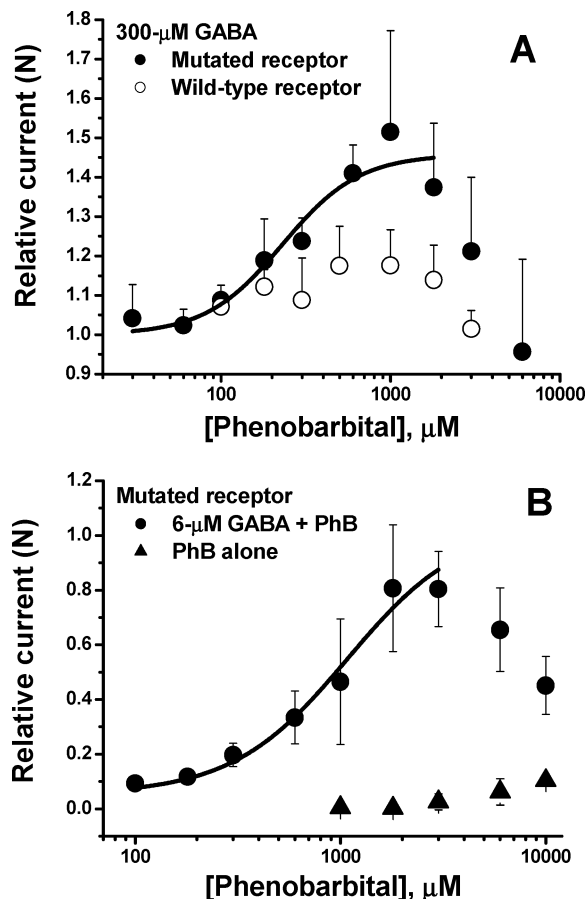 A
300-μM GABA
Mutated receptor
Wild-type receptor
Relative current (N)
1.8
1.7
1.6
1.5
1.4
1.3
1.2
1.1
1.0
0.9
100
1000
10000
[Phenobarbital], μM
B
Mutated receptor
6-μM GABA + PhB
PhB alone
Relative current (N)
1.2
1.0
0.8
0.6
0.4
0.2
0.0
100
1000
10000
[Phenobarbital], μM